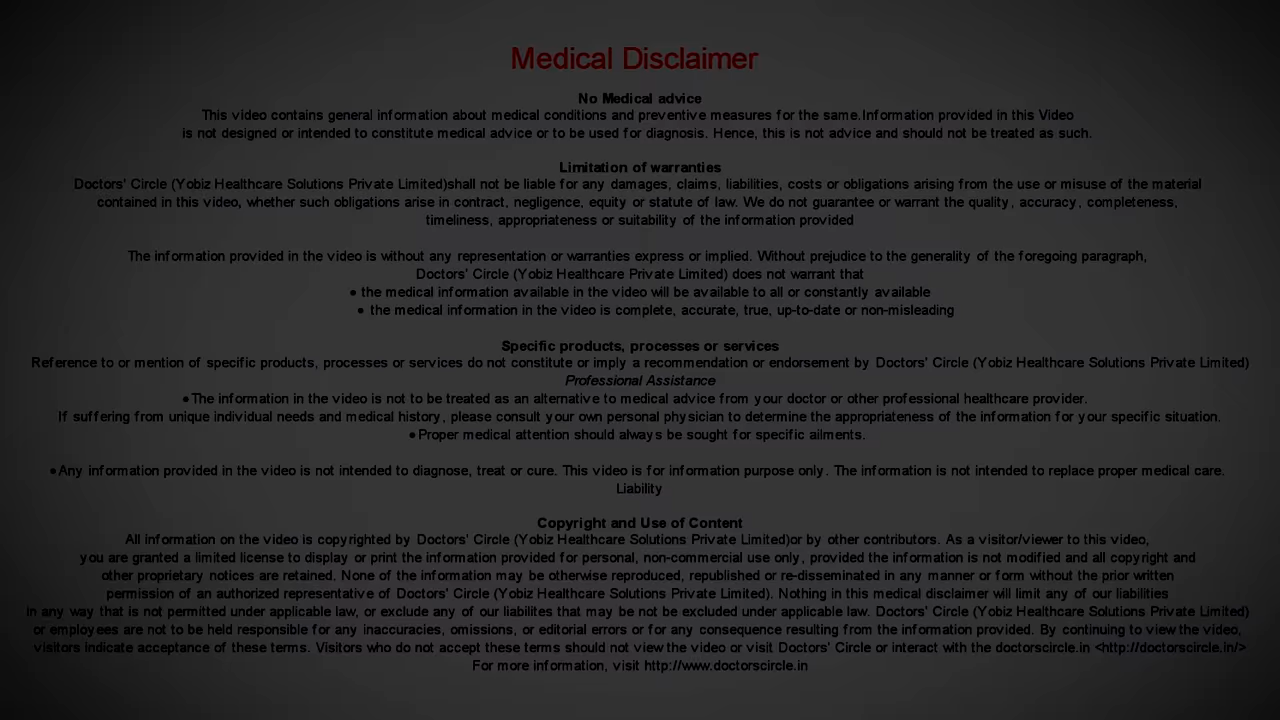 Medical Disclaimer
No Medical advice
This video contains general information about medical conditions and preventive measures for the same.Information provided in this Video
is not designed or intended to constitute medical advice or to be used for diagnosis. Hence, this is not advice and should not be treated as such.
Limitation of warranties
Doctors' Circle (Yobiz Healthcare Solutions Private Limited)shall not be liable for any damages, claims, liabilities, costs or obligations arising from the use or misuse of the material
contained in this video, whether such obligations arise in contract, negligence, equity or statute of law. We do not guarantee or warrant the quality, accuracy, completeness,
timeliness, appropriateness or suitability of the information provided
The information provided in the video is without any representation or warranties express or implied. Without prejudice to the generality of the foregoing paragraph,
Doctors' Circle (Yobiz Healthcare Private Limited) does not warrant that
• the medical information available in the video will be available to all or constantly available
• the medical information in the video is complete, accurate, true, up-to-date or non-misleading
Specific products, processes or services
Reference to or mention of specific products, processes or services do not constitute or imply a recommendation or endorsement by Doctors' Circle (Yobiz Healthcare Solutions Private Limited)
Professional Assistance
•The information in the video is not to be treated as an alternative to medical advice from your doctor or other professional healthcare provider.
If suffering from unique individual needs and medical history, please consult your own personal physician to determine the appropriateness of the information for your specific situation.
•Proper medical attention should always be sought for specific ailments.
•Any information provided in the video is not intended to diagnose, treat or cure. This video is for information purpose only. The information is not intended to replace proper medical care.
Liability
Copyright and Use of Content
All information on the video is copyrighted by Doctors' Circle (Yobiz Healthcare Solutions Private Limited)or by other contributors. As a visitor/viewer to this video,
you are granted a limited license to display or print the information provided for personal, non-commercial use only, provided the information is not modified and all copyright and
other proprietary notices are retained. None of the information may be otherwise reproduced, republished or re-disseminated in any manner or form without the prior written
permission of an authorized representative of Doctors' Circle (Yobiz Healthcare Solutions Private Limited). Nothing in this medical disclaimer will limit any of our liabilities
in any way that is not permitted under applicable law, or exclude any of our liabilites that may be not be excluded under applicable law. Doctors' Circle (Yobiz Healthcare Solutions Private Limited)
or employees are not to be held responsible for any inaccuracies, omissions, or editorial errors or for any consequence resulting from the information provided. By continuing to view the video,
visitors indicate acceptance of these terms. Visitors who do not accept these terms should not view the video or visit Doctors' Circle or interact with the doctorscircle.in <http://doctorscircle.in/>
For more information, visit http://www.doctorscircle.in